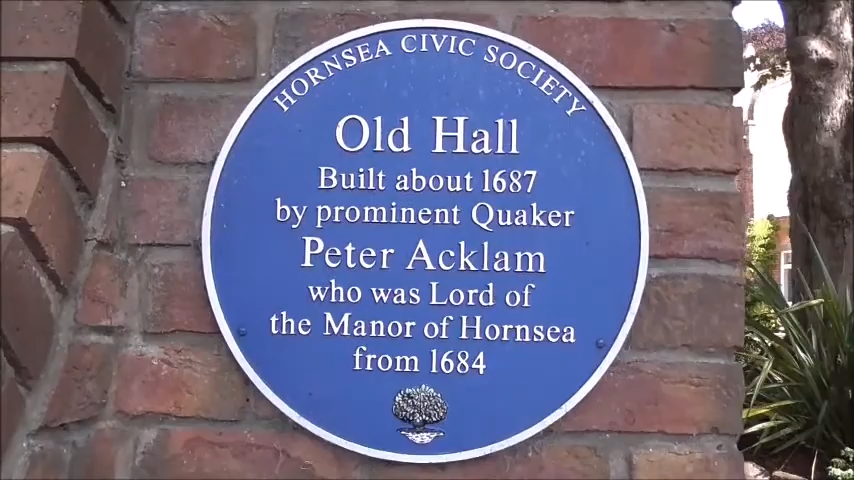 HORNSEA CIVIC SOCIETY
Old Hall
Built about 1687
by prominent Quaker
Peter Acklam
who was Lord of
the Manor of Hornsea
from 1684.